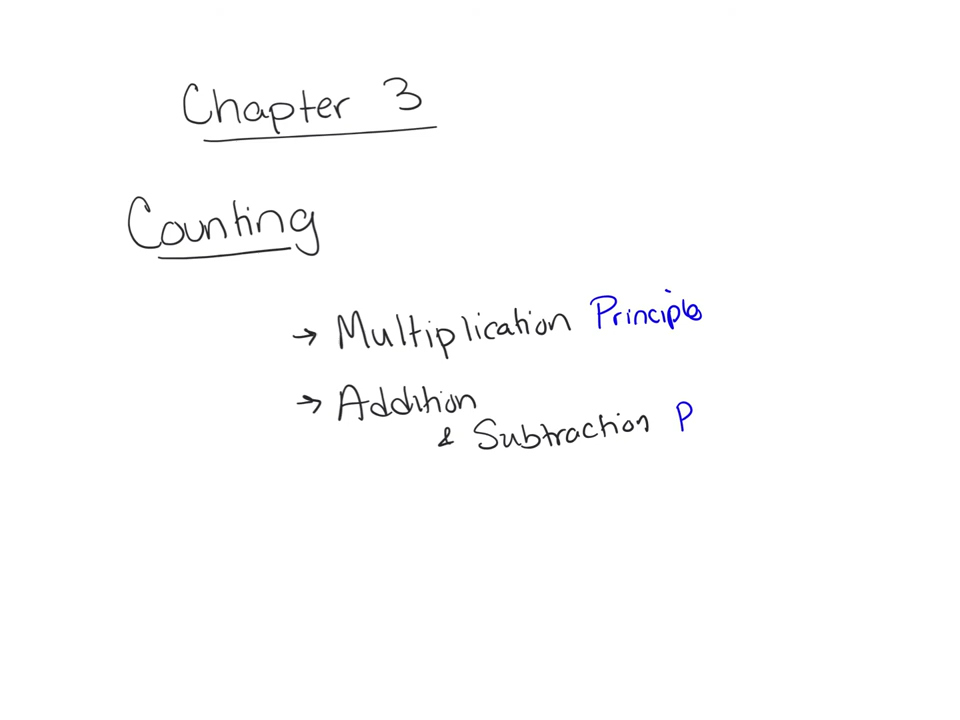 Chapter 3
Counting
→ Multiplication Principle
→ Addition
& Subtraction P